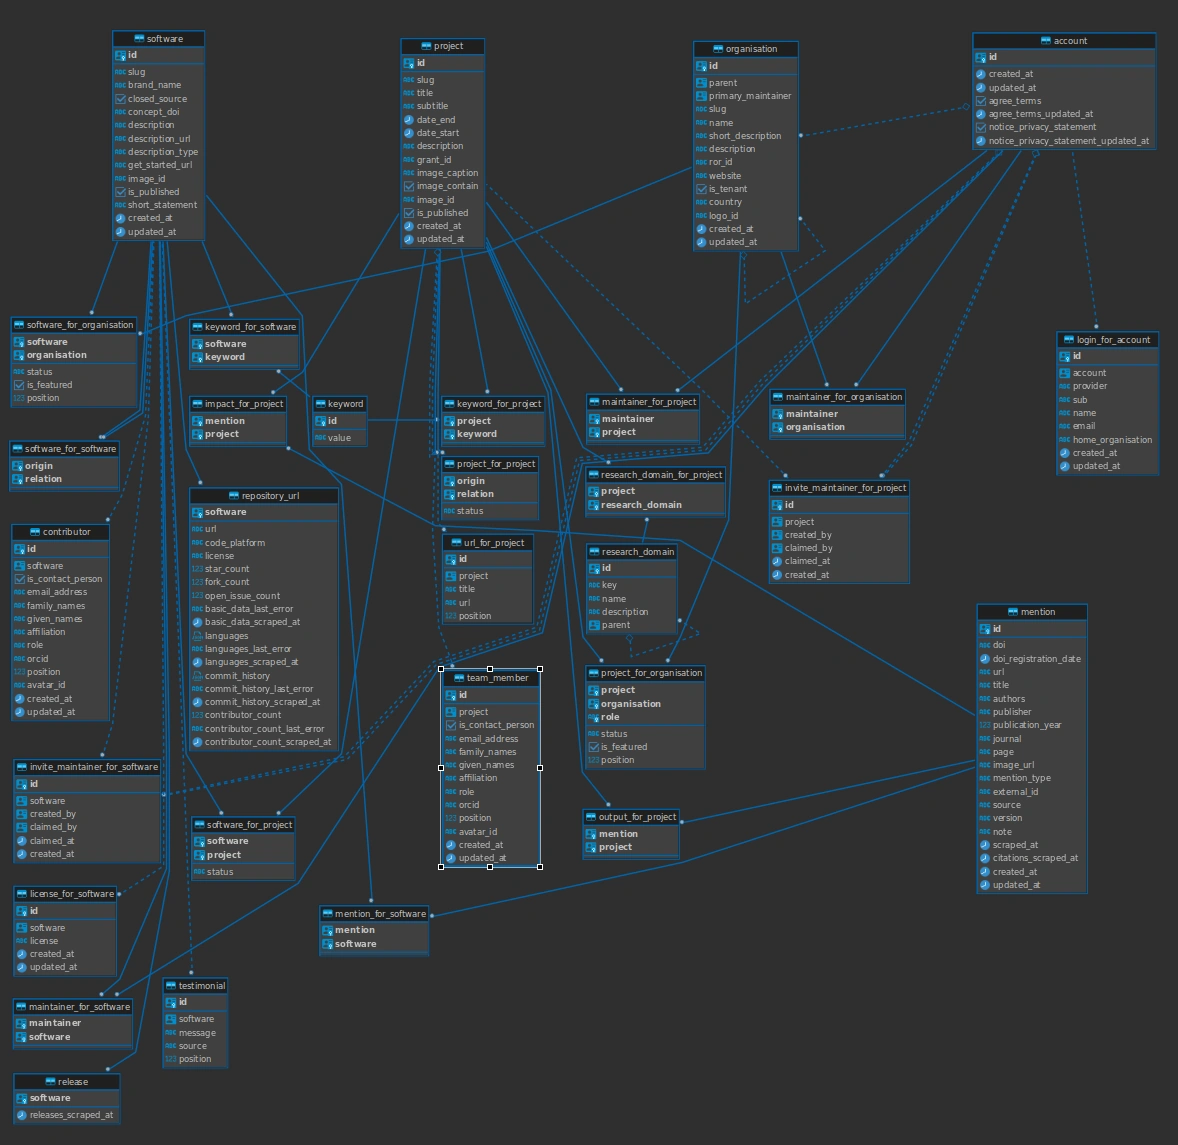 software
id
slug
brand_name
closed_source
concept_doi
description
description_url
description_type
get_started_url
image_id
is_published
short_statement
created_at
updated_at
project
id
slug
title
subtitle
date_end
date_start
description
grant_id
image_caption
image_contain
image_id
is_published
created_at
updated_at
organisation
id
parent
primary_maintainer
slug
name
short_description
description
ror_id
website
is_tenant
country
logo_id
created_at
updated_at
account
id
created_at
updated_at
agree_terms
agree_terms_updated_at
notice_privacy_statement
notice_privacy_statement_updated_at
software_for_organisation
software
organisation
status
is_featured
position
keyword_for_software
software
keyword
impact_for_project
mention
project
keyword
id
value
keyword_for_project
project
keyword
maintainer_for_project
maintainer
project
maintainer_for_organisation
maintainer
organisation
login_for_account
id
account
provider
sub
name
email
home_organisation
created_at
updated_at
software_for_software
origin
relation
project_for_project
origin
relation
status
research_domain_for_project
project
research_domain
invite_maintainer_for_project
id
project
created_by
claimed_by
claimed_at
created_at
contributor
id
software
is_contact_person
email_address
family_names
given_names
affiliation
role
orcid
position
avatar_id
created_at
updated_at
repository_url
software
url
code_platform
license
star_count
fork_count
open_issue_count
basic_data_last_error
basic_data_scraped_at
languages
languages_last_error
languages_scraped_at
commit_history
commit_history_last_error
commit_history_scraped_at
contributor_count
contributor_count_last_error
contributor_count_scraped_at
url_for_project
id
project
title
url
position
research_domain
id
key
name
description
parent
mention
id
doi
doi_registration_date
url
title
authors
publisher
publication_year
journal
page
image_url
mention_type
external_id
source
version
note
scraped_at
citations_scraped_at
created_at
updated_at
team_member
id
project
is_contact_person
email_address
family_names
given_names
affiliation
role
orcid
position
avatar_id
created_at
updated_at
project_for_organisation
project
organisation
role
status
is_featured
position
invite_maintainer_for_software
id
software
created_by
claimed_by
claimed_at
created_at
software_for_project
software
project
status
output_for_project
mention
project
license_for_software
id
software
license
created_at
updated_at
mention_for_software
mention
software
testimonial
id
software
message
source
position
maintainer_for_software
maintainer
software
release
software
releases_scraped_at